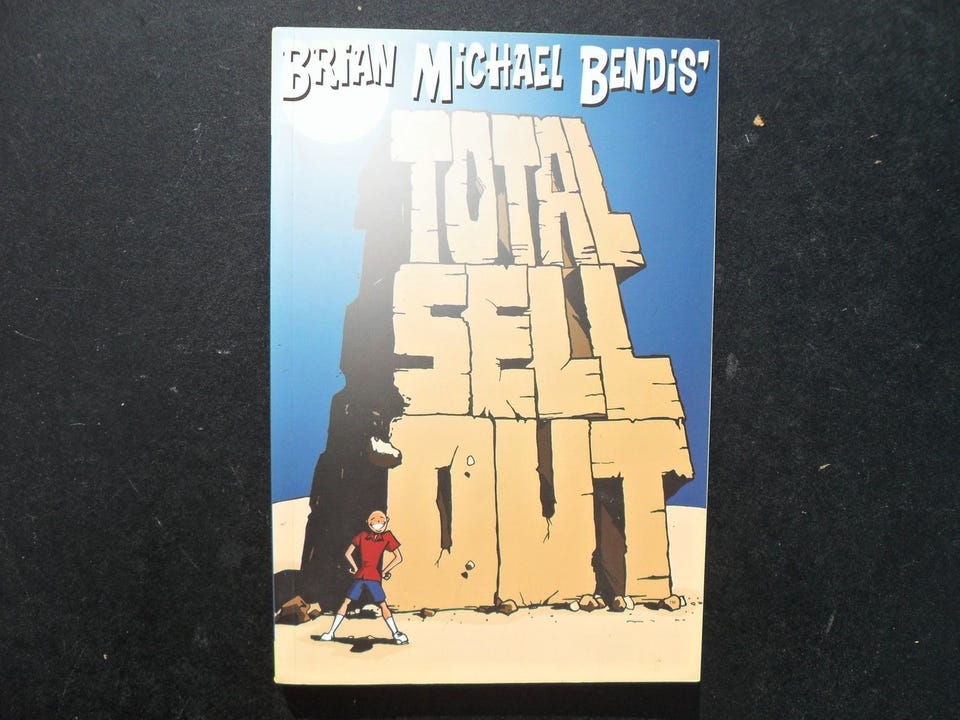 BRIAN MICHAEL BENDIS'
TOTAL
SELL
OUT